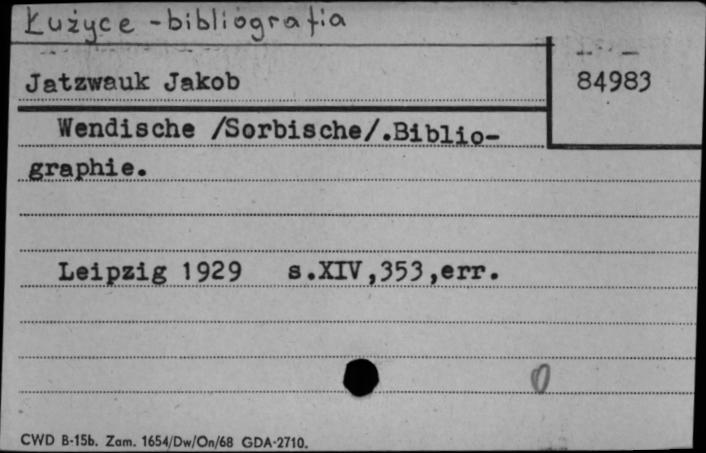 Łużyce - bibliografia
Jatzwauk Jakob
84983
Wendische /Sorbische/.Biblio-
graphie.
Leipzig 1929 s.XIV,353,err.
0
CWD B-15b. Zam. 1654/Dw/On/68 GDA-2710.